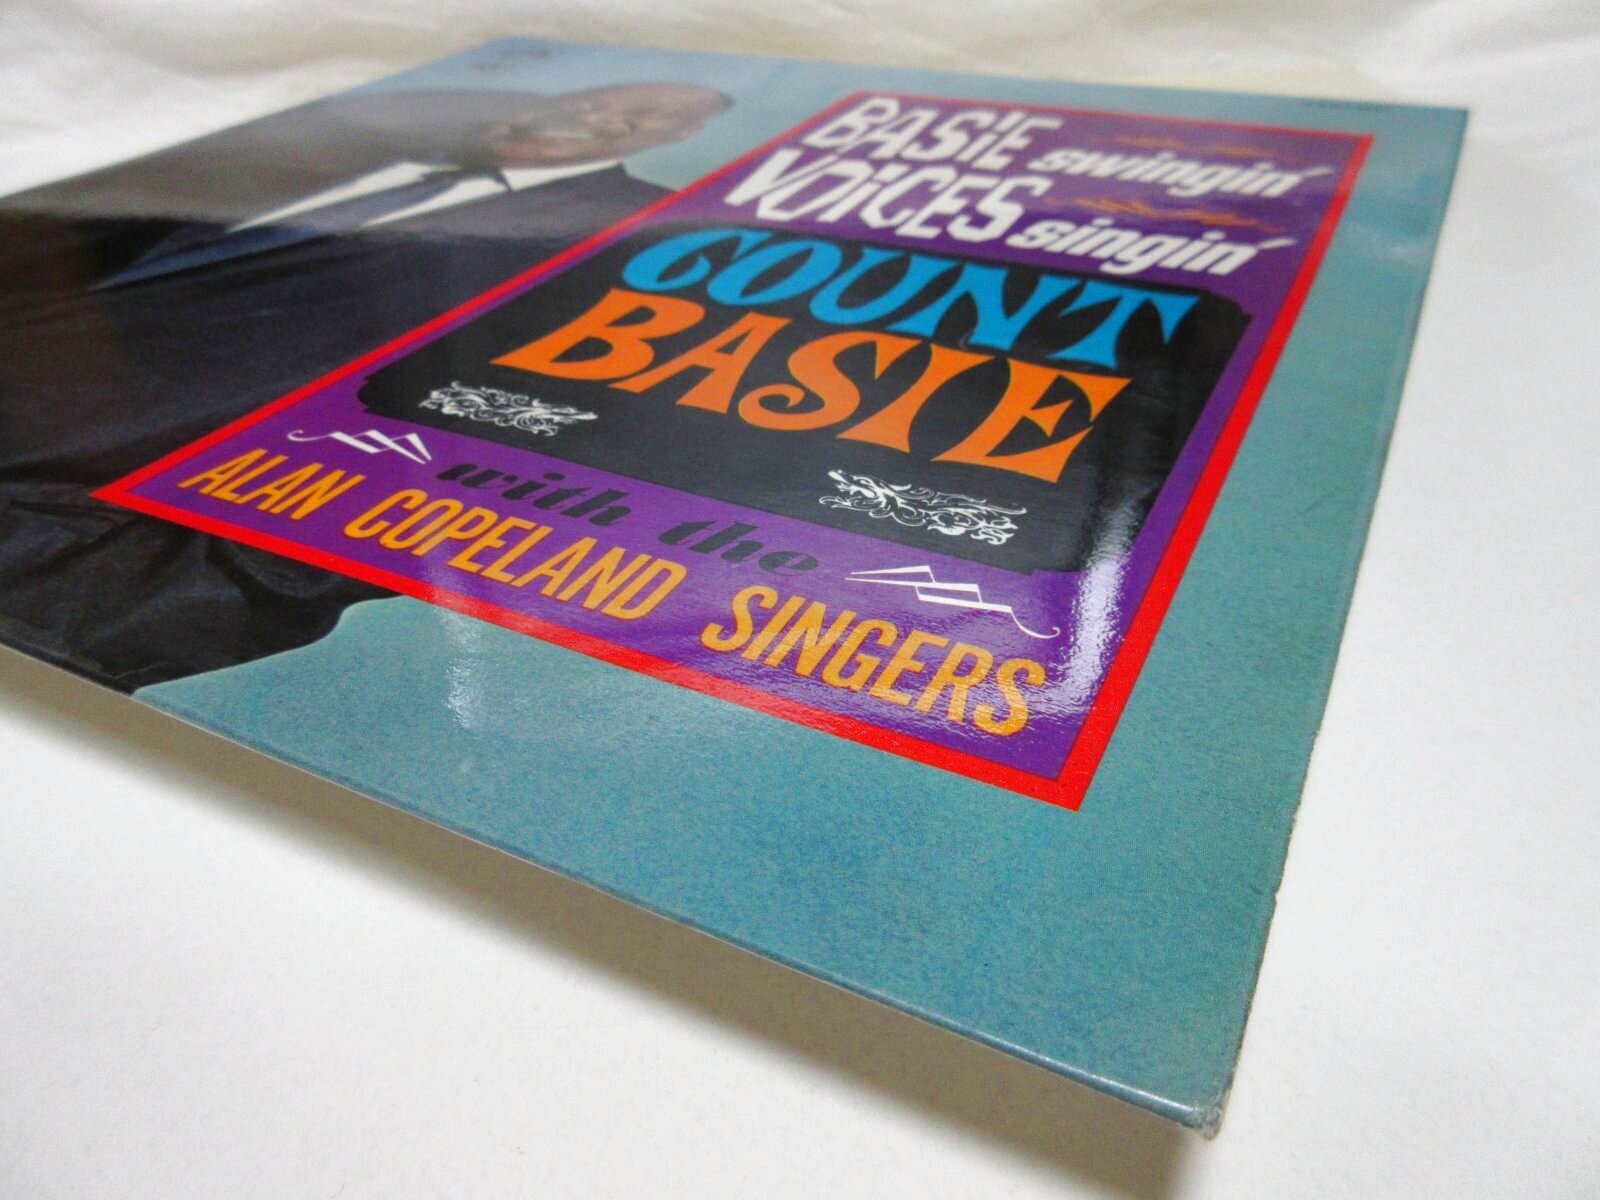 BASiE swingin'
VOiCES singin'
COUNT
BASIE
with the
ALAN COPELAND SINGERS